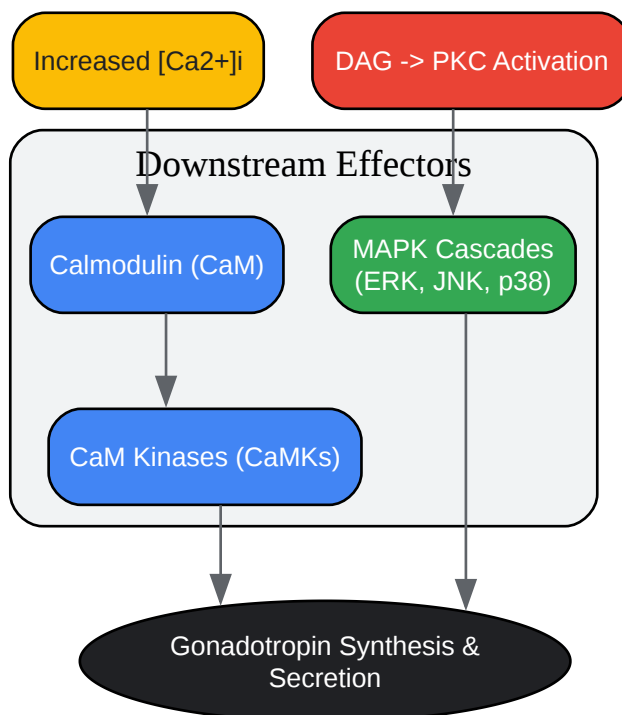 Increased [Ca2+]i
DAG -> PKC Activation
Downstream Effectors
Calmodulin (CaM)
MAPK Cascades
(ERK, JNK, p38)
CaM Kinases (CaMKs)
Gonadotropin Synthesis &
Secretion